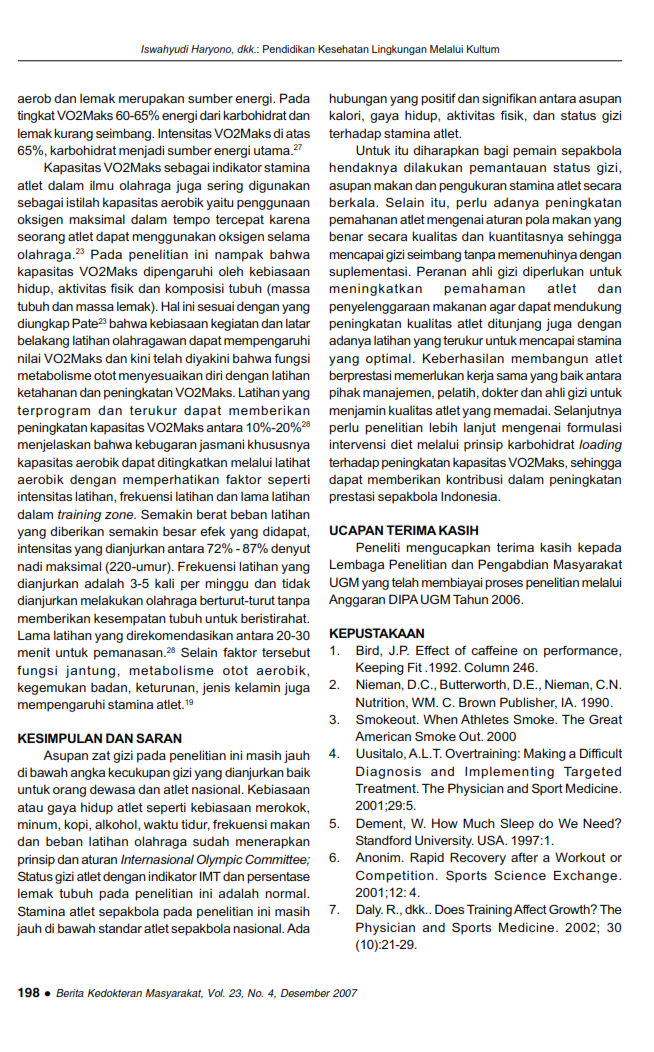 Iswahyudi Haryono, dkk.: Pendidikan Kesehatan Lingkungan Melalui Kultum
aerob dan lemak merupakan sumber energi. Pada
tingkat VO2Maks 60-65% energi dari karbohidrat dan
lemak kurang seimbang. Intensitas VO2Maks di atas
65%, karbohidrat menjadi sumber energi utama.27
Kapasitas VO2Maks sebagai indikator stamina
atlet dalam ilmu olahraga juga sering digunakan
sebagai istilah kapasitas aerobik yaitu penggunaan
oksigen maksimal dalam tempo tercepat karena
seorang atlet dapat menggunakan oksigen selama
olahraga.23 Pada penelitian ini nampak bahwa
kapasitas VO2Maks dipengaruhi oleh kebiasaan
hidup, aktivitas fisik dan komposisi tubuh (massa
tubuh dan massa lemak). Hal ini sesuai dengan yang
diungkap Pate23 bahwa kebiasaan kegiatan dan latar
belakang latihan olahragawan dapat mempengaruhi
nilai VO2Maks dan kini telah diyakini bahwa fungsi
metabolisme otot menyesuaikan diri dengan latihan
ketahanan dan peningkatan VO2Maks. Latihan yang
terprogram dan terukur dapat memberikan
peningkatan kapasitas VO2Maks antara 10%-20%28
menjelaskan bahwa kebugaran jasmani khususnya
kapasitas aerobik dapat ditingkatkan melalui latihat
aerobik dengan memperhatikan faktor seperti
intensitas latihan, frekuensi latihan dan lama latihan
dalam training zone. Semakin berat beban latihan
yang diberikan semakin besar efek yang didapat,
intensitas yang dianjurkan antara 72% - 87% denyut
nadi maksimal (220-umur). Frekuensi latihan yang
dianjurkan adalah 3-5 kali per minggu dan tidak
dianjurkan melakukan olahraga berturut-turut tanpa
memberikan kesempatan tubuh untuk beristirahat.
Lama latihan yang direkomendasikan antara 20-30
menit untuk pemanasan.28 Selain faktor tersebut
fungsi jantung, metabolisme otot aerobik,
kegemukan badan, keturunan, jenis kelamin juga
mempengaruhi stamina atlet.19
KESIMPULAN DAN SARAN
Asupan zat gizi pada penelitian ini masih jauh
di bawah angka kecukupan gizi yang dianjurkan baik
untuk orang dewasa dan atlet nasional. Kebiasaan
atau gaya hidup atlet seperti kebiasaan merokok,
minum, kopi, alkohol, waktu tidur, frekuensi makan
dan beban latihan olahraga sudah menerapkan
prinsip dan aturan Internasional Olympic Committee;
Status gizi atlet dengan indikator IMT dan persentase
lemak tubuh pada penelitian ini adalah normal.
Stamina atlet sepakbola pada penelitian ini masih
jauh di bawah standar atlet sepakbola nasional. Ada
hubungan yang positif dan signifikan antara asupan
kalori, gaya hidup, aktivitas fisik, dan status gizi
terhadap stamina atlet.
Untuk itu diharapkan bagi pemain sepakbola
hendaknya dilakukan pemantauan status gizi,
asupan makan dan pengukuran stamina atlet secara
berkala. Selain itu, perlu adanya peningkatan
pemahanan atlet mengenai aturan pola makan yang
benar secara kualitas dan kuantitasnya sehingga
mencapai gizi seimbang tanpa memenuhinya dengan
suplementasi. Peranan ahli gizi diperlukan untuk
meningkatkan pemahaman atlet dan
penyelenggaraan makanan agar dapat mendukung
peningkatan kualitas atlet ditunjang juga dengan
adanya latihan yang terukur untuk mencapai stamina
yang optimal. Keberhasilan membangun atlet
berprestasi memerlukan kerja sama yang baik antara
pihak manajemen, pelatih, dokter dan ahli gizi untuk
menjamin kualitas atlet yang memadai. Selanjutnya
perlu penelitian lebih lanjut mengenai formulasi
intervensi diet melalui prinsip karbohidrat loading
terhadap peningkatan kapasitas VO2Maks, sehingga
dapat memberikan kontribusi dalam peningkatan
prestasi sepakbola Indonesia.
UCAPAN TERIMA KASIH
Peneliti mengucapkan terima kasih kepada
Lembaga Penelitian dan Pengabdian Masyarakat
UGM yang telah membiayai proses penelitian melalui
Anggaran DIPA UGM Tahun 2006.
KEPUSTAKAAN
1. Bird, J.P. Effect of caffeine on performance,
Keeping Fit .1992. Column 246.
2. Nieman, D.C., Butterworth, D.E., Nieman, C.N.
Nutrition, WM. C. Brown Publisher, IA. 1990.
3. Smokeout. When Athletes Smoke. The Great
American Smoke Out. 2000
4. Uusitalo, A.L.T. Overtraining: Making a Difficult
Diagnosis and Implementing Targeted
Treatment. The Physician and Sport Medicine.
2001;29:5.
5. Dement, W. How Much Sleep do We Need?
Standford University. USA. 1997:1.
6. Anonim. Rapid Recovery after a Workout or
Competition. Sports Science Exchange.
2001;12: 4.
7. Daly. R., dkk.. Does Training Affect Growth? The
Physician and Sports Medicine. 2002; 30
(10):21-29.
198 ● Berita Kedokteran Masyarakat, Vol. 23, No. 4, Desember 2007